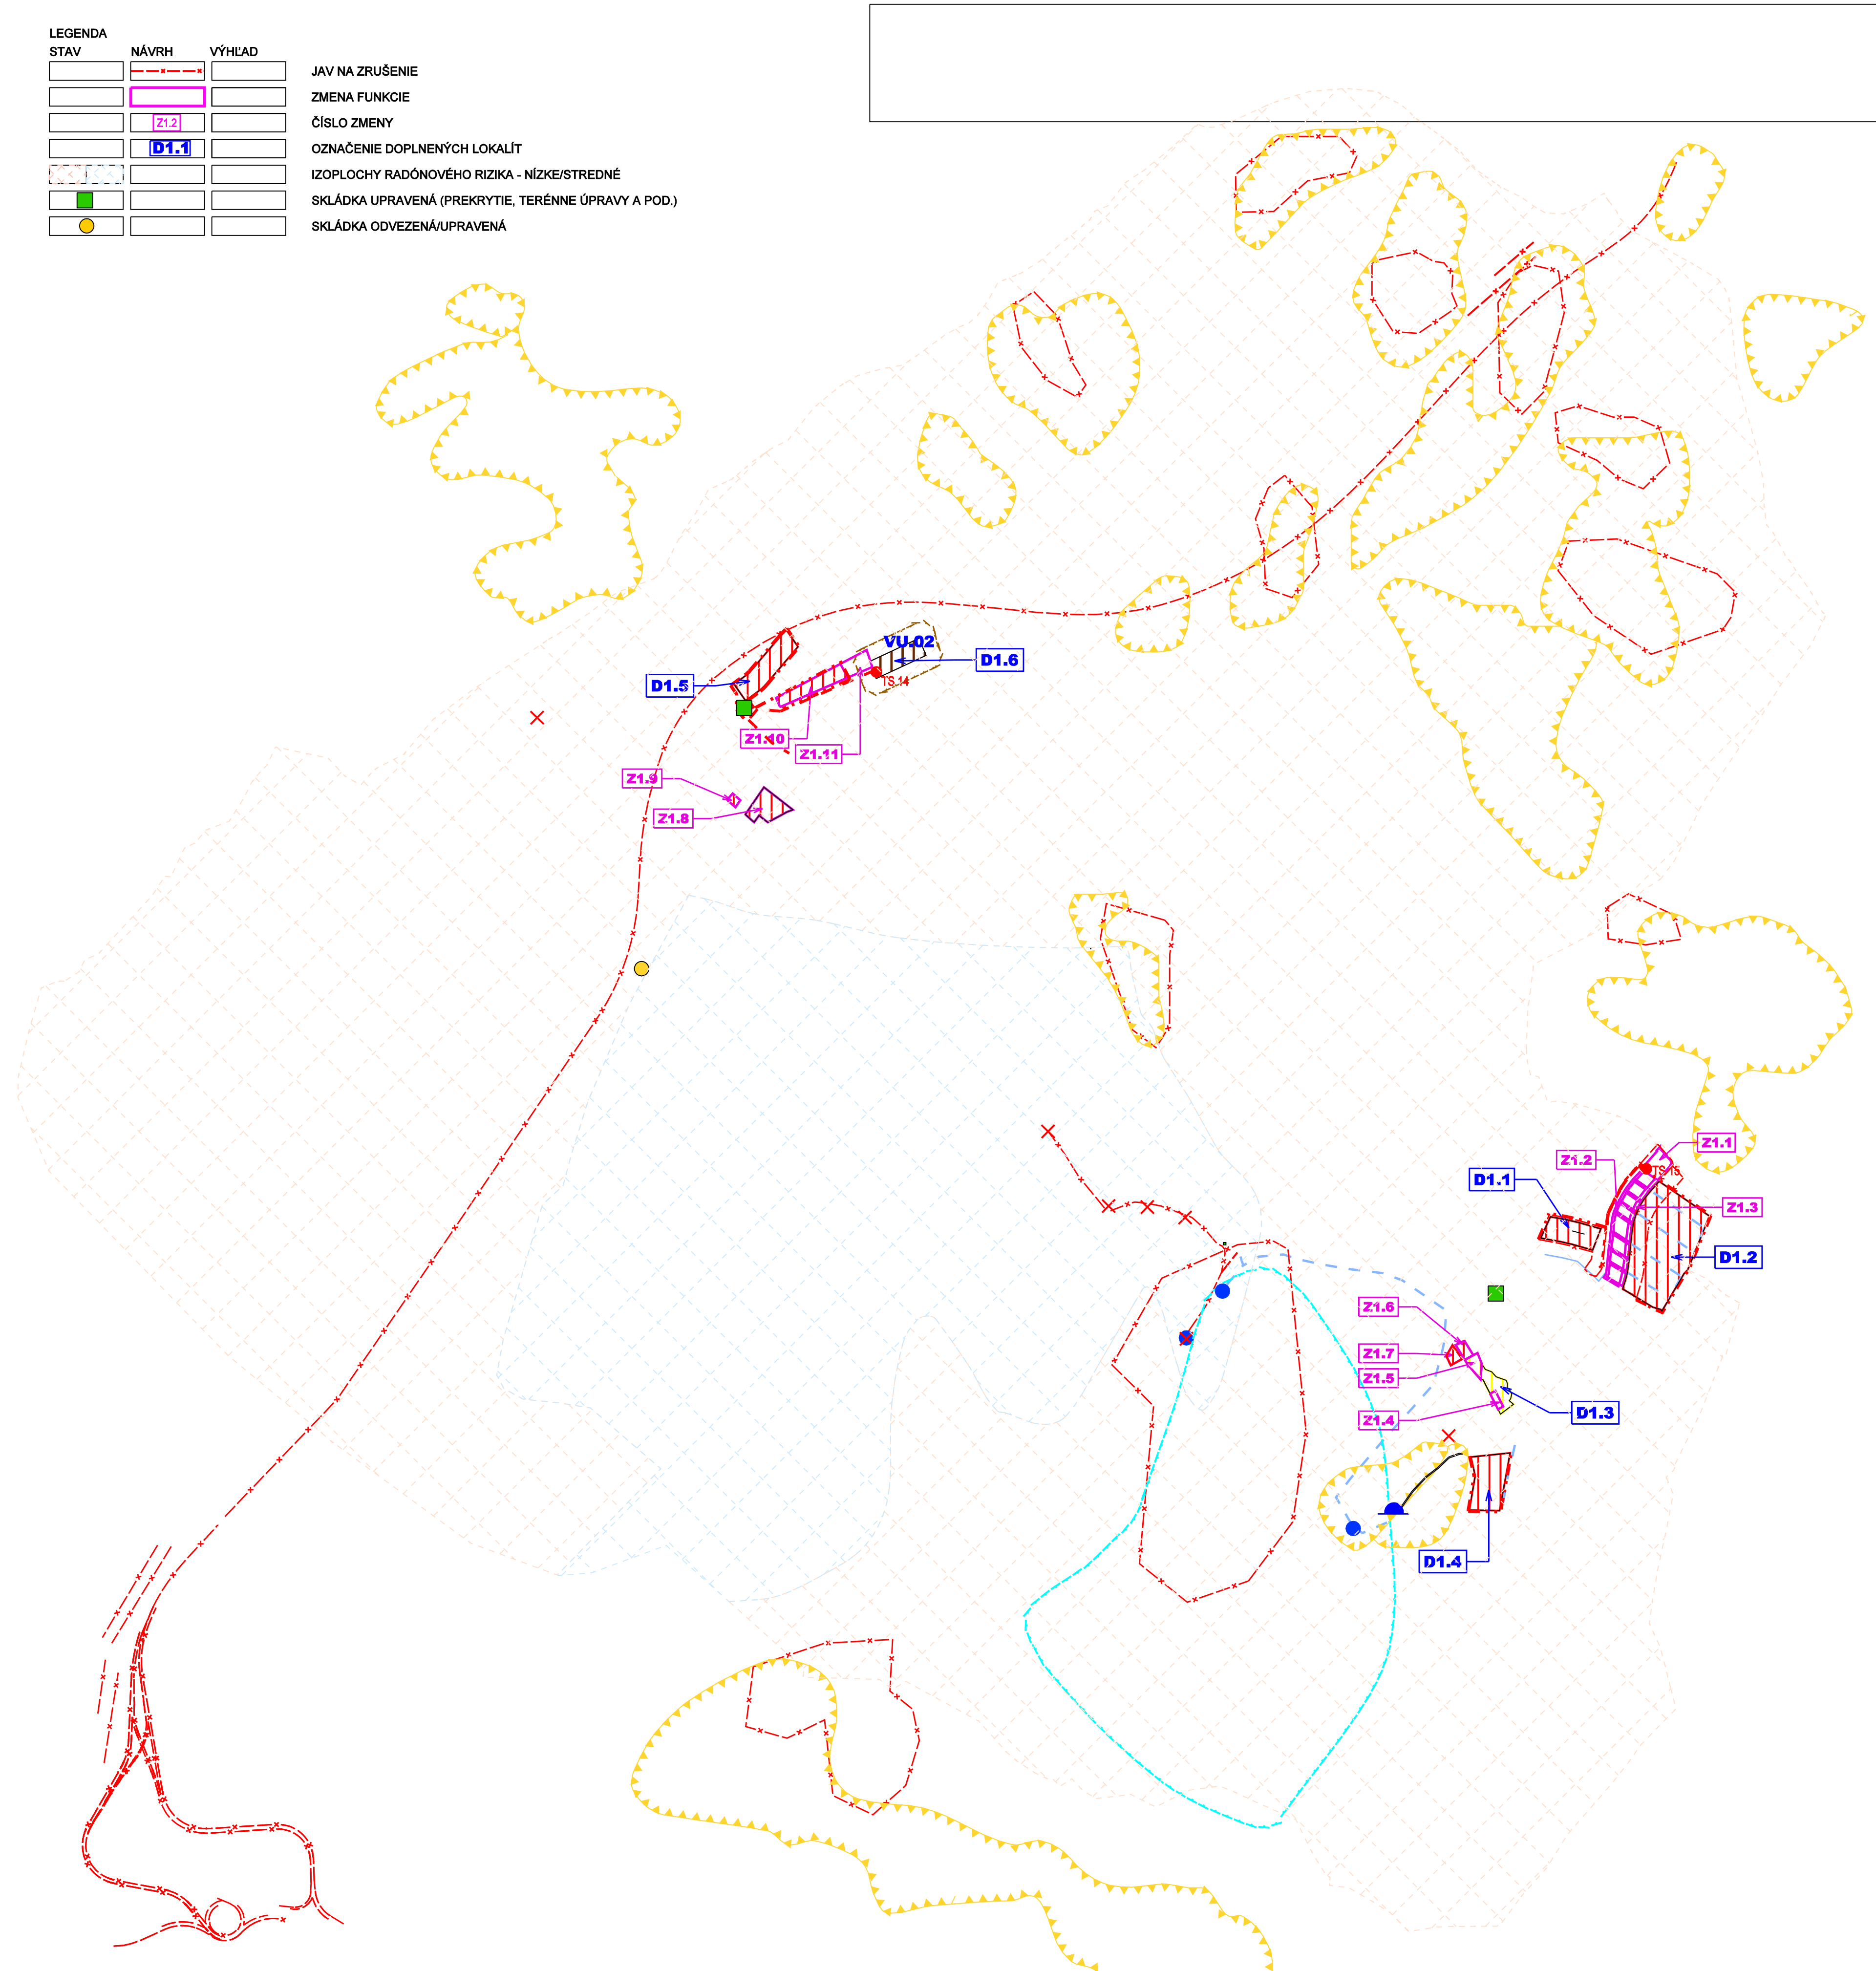 LEGENDA
STAV NÁVRH VÝHĽAD
JAV NA ZRUŠENIE
ZMENA FUNKCIE
Z1.2 ČÍSLO ZMENY
D1.1 OZNAČENIE DOPLNENÝCH LOKALÍT
IZOPLOCHY RADÓNOVÉHO RIZIKA - NÍZKE/STREDNÉ
SKLÁDKA UPRAVENÁ (PREKRYTIE, TERÉNNE ÚPRAVY A POD.)
SKLÁDKA ODVEZENÁ/UPRAVENÁ
VU.02
D1.6
D1.5
TS 14
Z1.10
Z1.11
Z1.9
Z1.8
Z1.1
Z1.2
TS 15
D1.1
Z1.3
D1.2
Z1.6
Z1.7
Z1.5
D1.3
Z1.4
D1.4